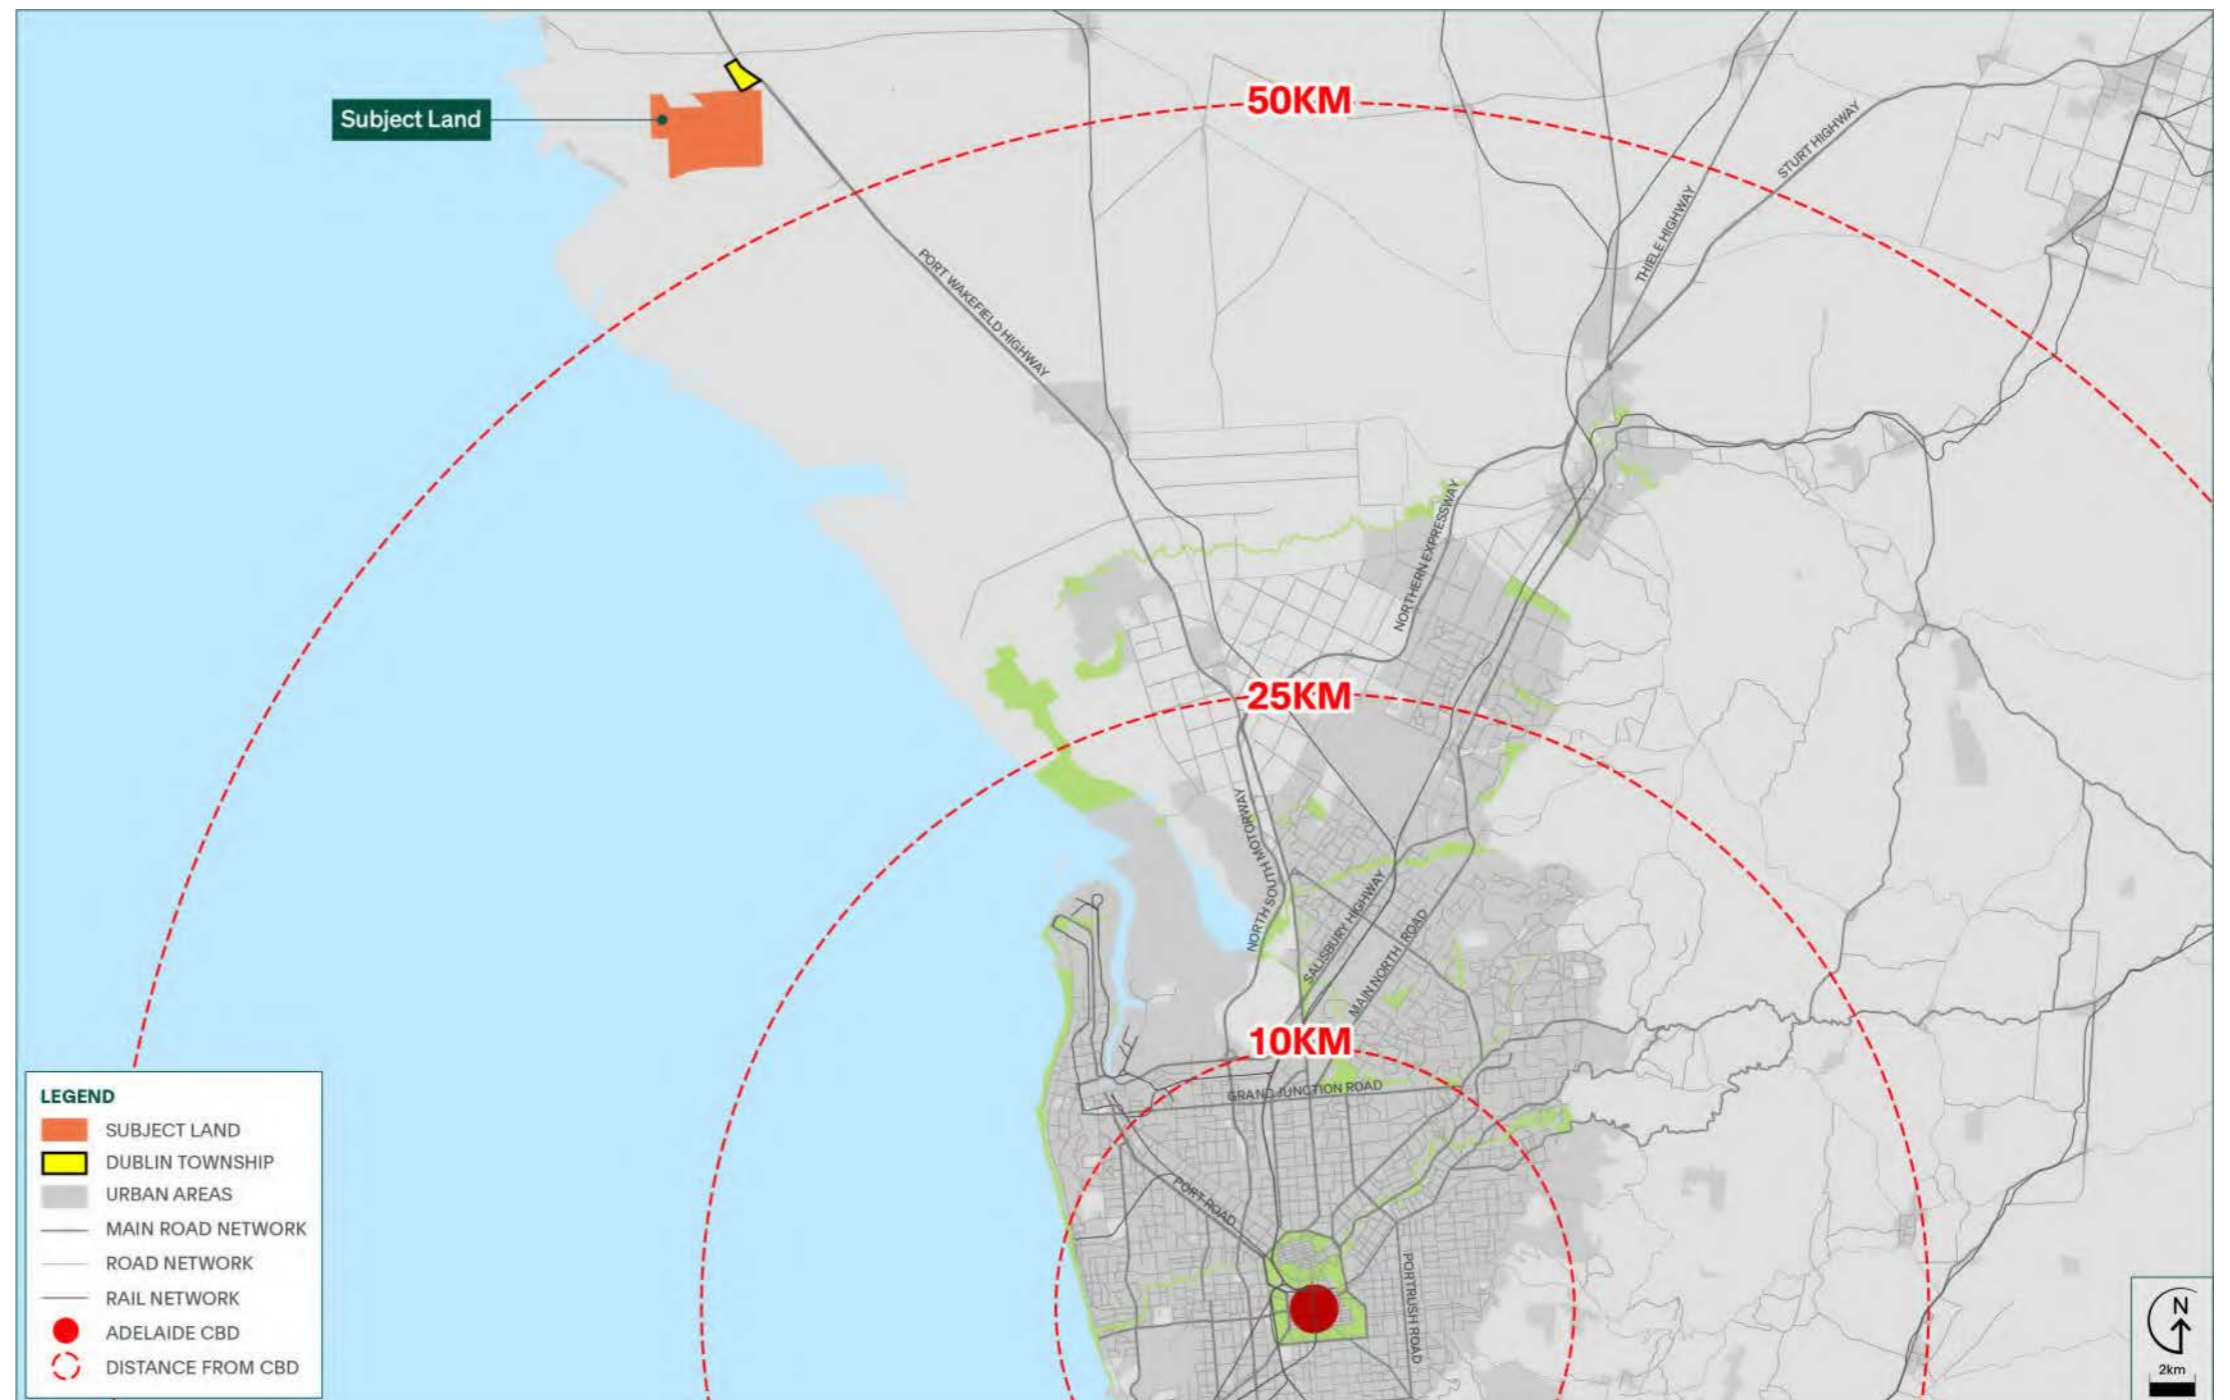 50KM
Subject Land
STURT HIGHWAY
THIELE HIGHWAY
PORT WAKEFIELD HIGHWAY
NORTHERN EXPRESSWAY
25KM
NORTH SOUTH MOTORWAY
SALISBURY HIGHWAY
MAIN NORTH ROAD
10KM
GRAND JUNCTION ROAD
PORT ROAD
PORTRUSH ROAD
LEGEND
SUBJECT LAND
DUBLIN TOWNSHIP
URBAN AREAS
MAIN ROAD NETWORK
ROAD NETWORK
RAIL NETWORK
ADELAIDE CBD
DISTANCE FROM CBD
N
2km